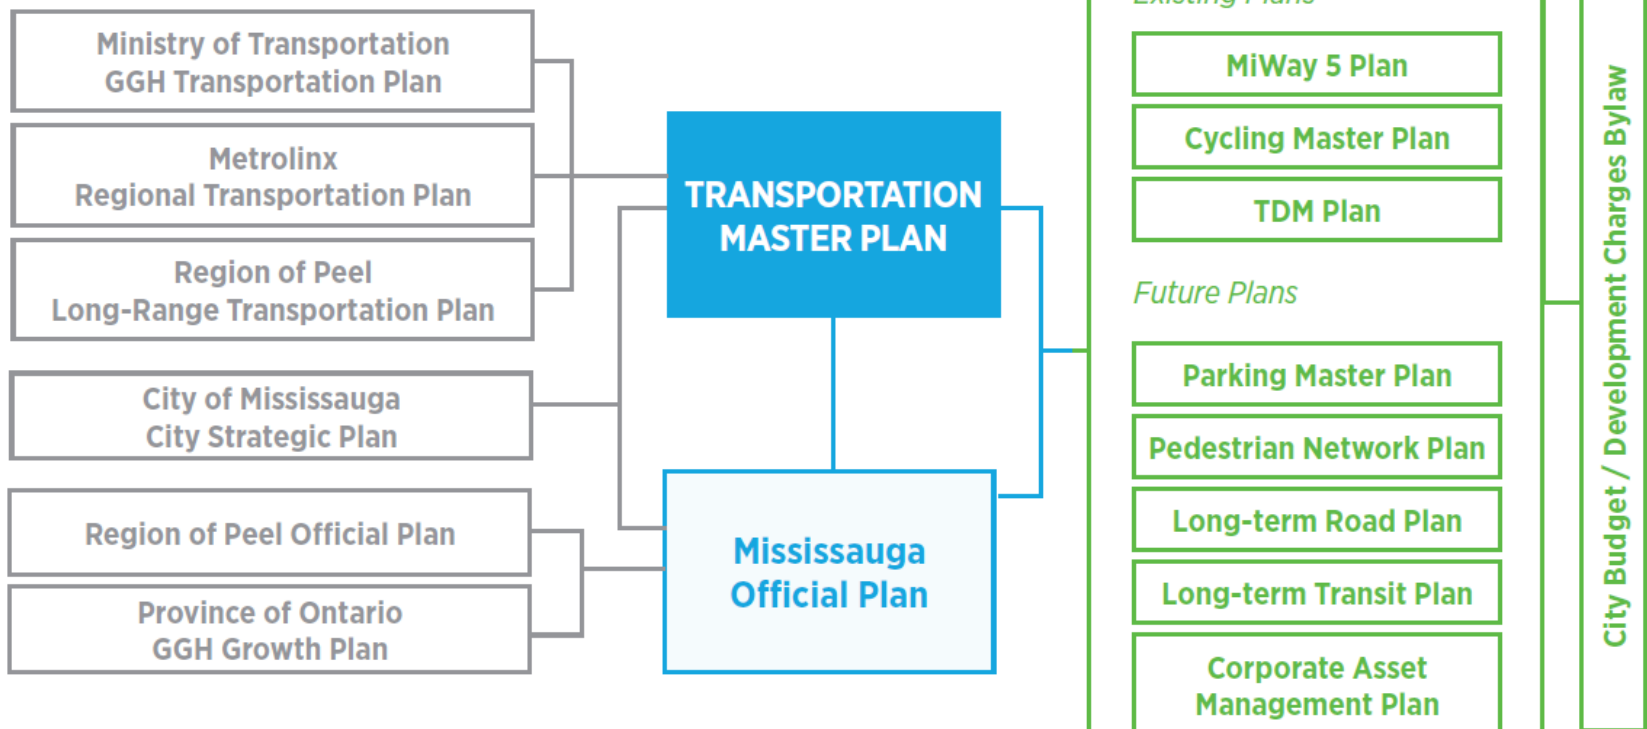 Ministry of Transportation
GGH Transportation Plan
Metrolinx
Regional Transportation Plan
Region of Peel
Long-Range Transportation Plan
City of Mississauga
City Strategic Plan
Region of Peel Official Plan
Province of Ontario
GGH Growth Plan
TRANSPORTATION
MASTER PLAN
Mississauga
Official Plan
Existing Plans
MiWay 5 Plan
Cycling Master Plan
TDM Plan
Future Plans
Parking Master Plan
Pedestrian Network Plan
Long-term Road Plan
Long-term Transit Plan
Corporate Asset
Management Plan
City Budget / Development Charges Bylaw